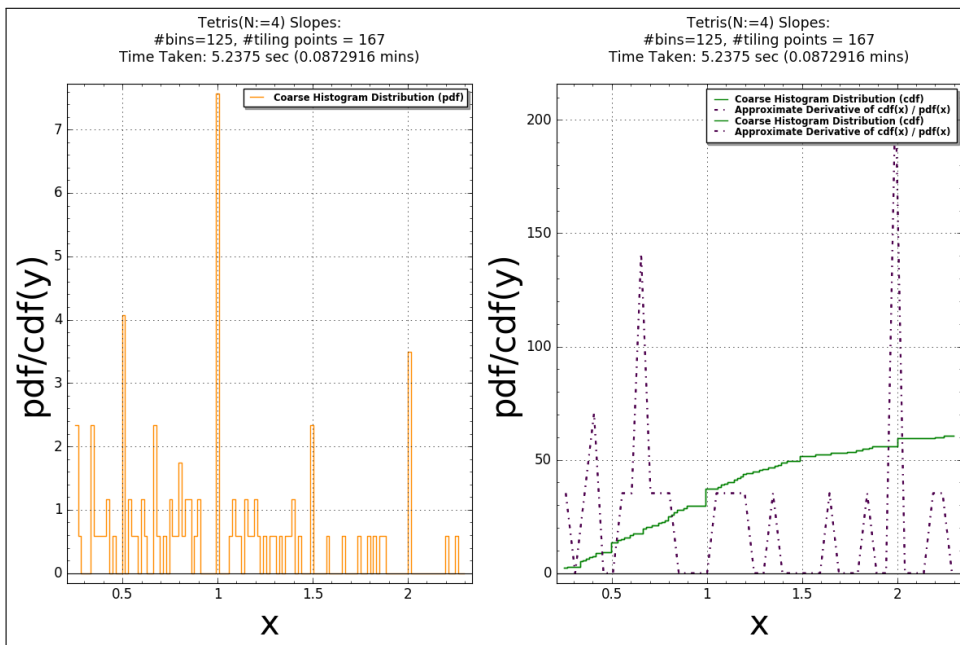 Tetris(N:=4) Slopes:
#bins=125, #tiling points = 167
Time Taken: 5.2375 sec (0.0872916 mins)
Coarse Histogram Distribution (pdf)
7
6
5
4
3
2
1
0
0.5
1
1.5
2
pdf/cdf(y)
x
Tetris(N:=4) Slopes:
#bins=125, #tiling points = 167
Time Taken: 5.2375 sec (0.0872916 mins)
Coarse Histogram Distribution (cdf)
Approximate Derivative of cdf(x) / pdf(x)
Coarse Histogram Distribution (cdf)
Approximate Derivative of cdf(x) / pdf(x)
200
150
100
50
0
0.5
1
1.5
2
pdf/cdf(y)
x